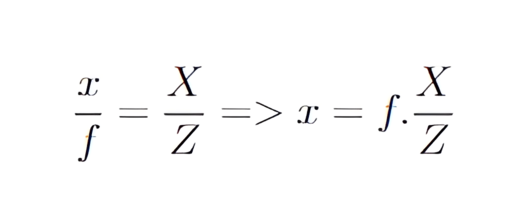 x/f = X/Z => x = f.X/Z